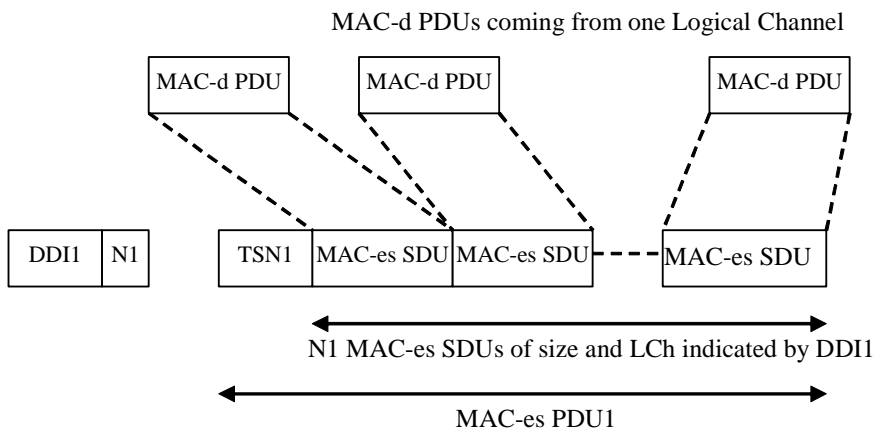 MAC-d PDUs coming from one Logical Channel
MAC-d PDU
MAC-d PDU
MAC-d PDU
DDI1
N1
TSN1
MAC-es SDU
MAC-es SDU
MAC-es SDU
N1 MAC-es SDUs of size and LCh indicated by DDI1
MAC-es PDU1